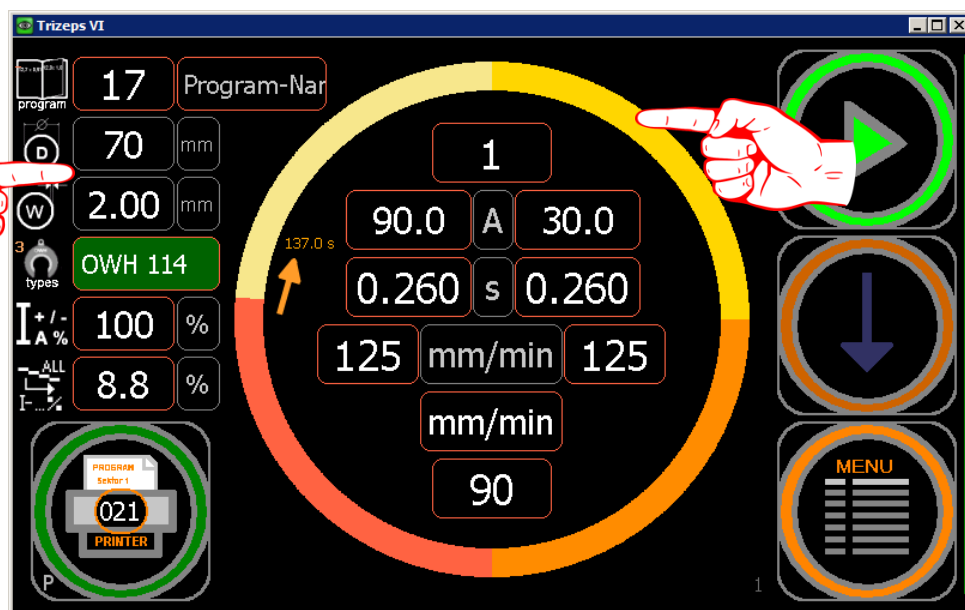 Trizeps VI
program
17
Program-Nar
D
70
mm
W
2.00
mm
3
types
OWH 114
I + / -
A %
100
%
ALL
I-...%
8.8
%
PROGRAM
Sektor 1
021
PRINTER
P
1
90.0 A 30.0
137.0 s
0.260 s 0.260
125 mm/min 125
mm/min
90
MENU
1